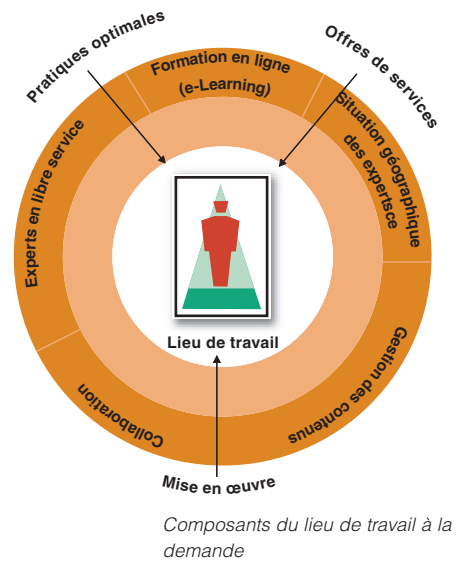 Pratiques optimales
Offres de services
Formation en ligne
(e-Learning)
Situation géographique
des expertsce
Experts en libre service
Lieu de travail
Gestion des contenus
Collaboration
Mise en œuvre
Composants du lieu de travail à la
demande